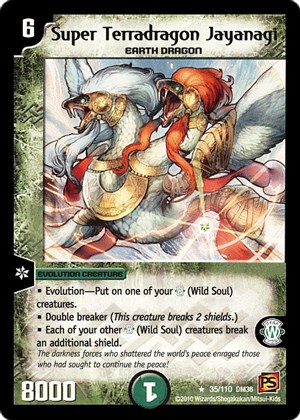 6 Super Terradragon Jayanagi
EARTH DRAGON
EVOLUTION CREATURE
▪ Evolution—Put on one of your (Wild Soul)
creatures.
▪ Double breaker (This creature breaks 2 shields.)
▪ Each of your other (Wild Soul) creatures break
an additional shield.
The darkness forces who shattered the world peace enraged those
who had sought to continue the peace!
8000
1
★ 35/110 DM36
©2010 Wizards/Shogakukan/Mitsui-Kids
PS